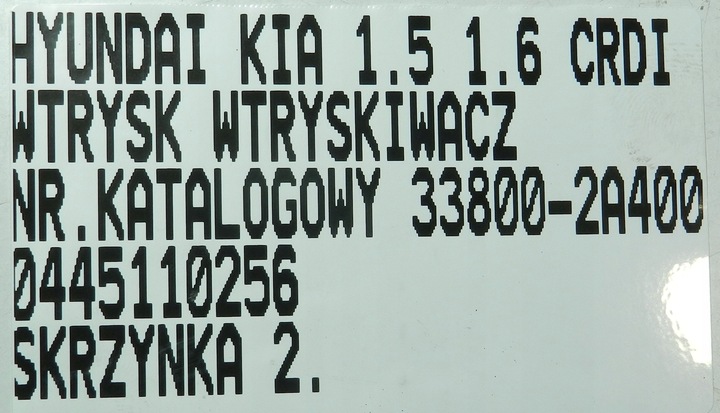 HYUNDAI KIA 1.5 1.6 CRDI
WTRYSK WTRYSKIWACZ
NR.KATALOGOWY 33800-2A400
0445110256
SKRZYNKA 2.